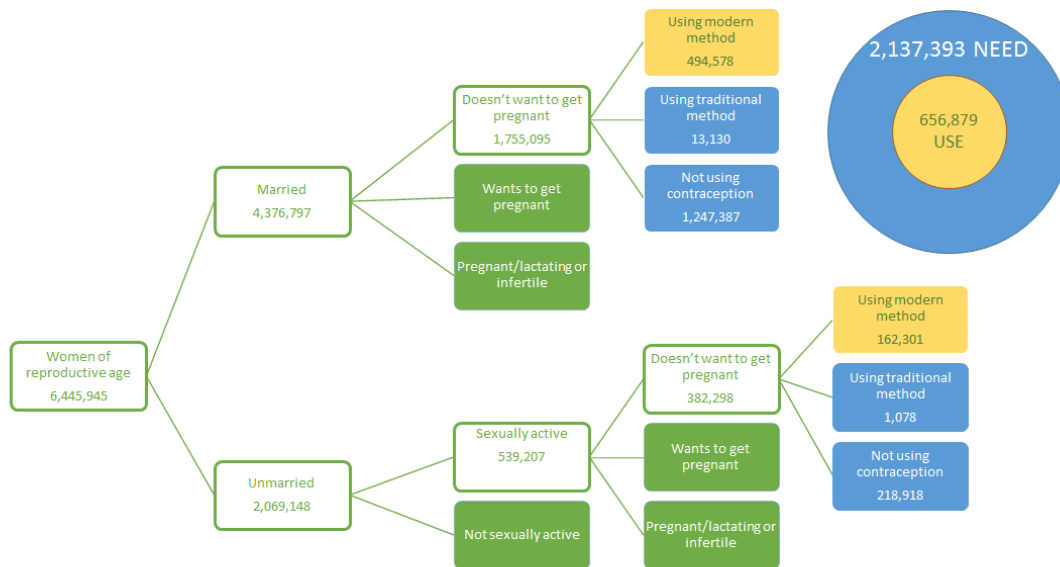 Using modern
method
494,578
2,137,393 NEED
Doesn't want to get
pregnant
1,755,095
Using traditional
method
13,130
656,879
USE
Married
4,376,797
Wants to get
pregnant
Not using
contraception
1,247,387
Pregnant/lactating or
infertile
Using modern
method
162,301
Women of
reproductive age
6,445,945
Doesn't want to get
pregnant
382,298
Using traditional
method
1,078
Sexually active
539,207
Wants to get
pregnant
Not using
contraception
218,918
Unmarried
2,069,148
Not sexually active
Pregnant/lactating or
infertile